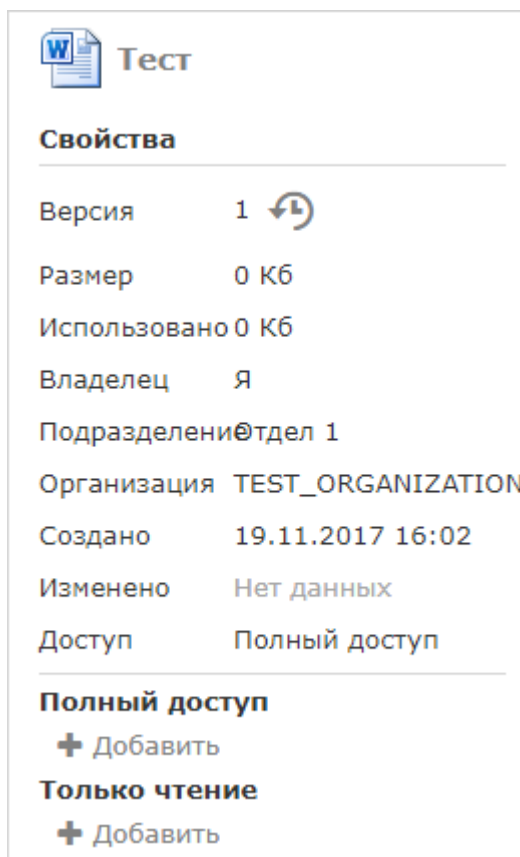 Тест
Свойства
Версия 1
Размер 0 Кб
Использовано 0 Кб
Владелец Я
Подразделение Отдел 1
Организация TEST_ORGANIZATION
Создано 19.11.2017 16:02
Изменено Нет данных
Доступ Полный доступ
Полный доступ
Добавить
Только чтение
Добавить